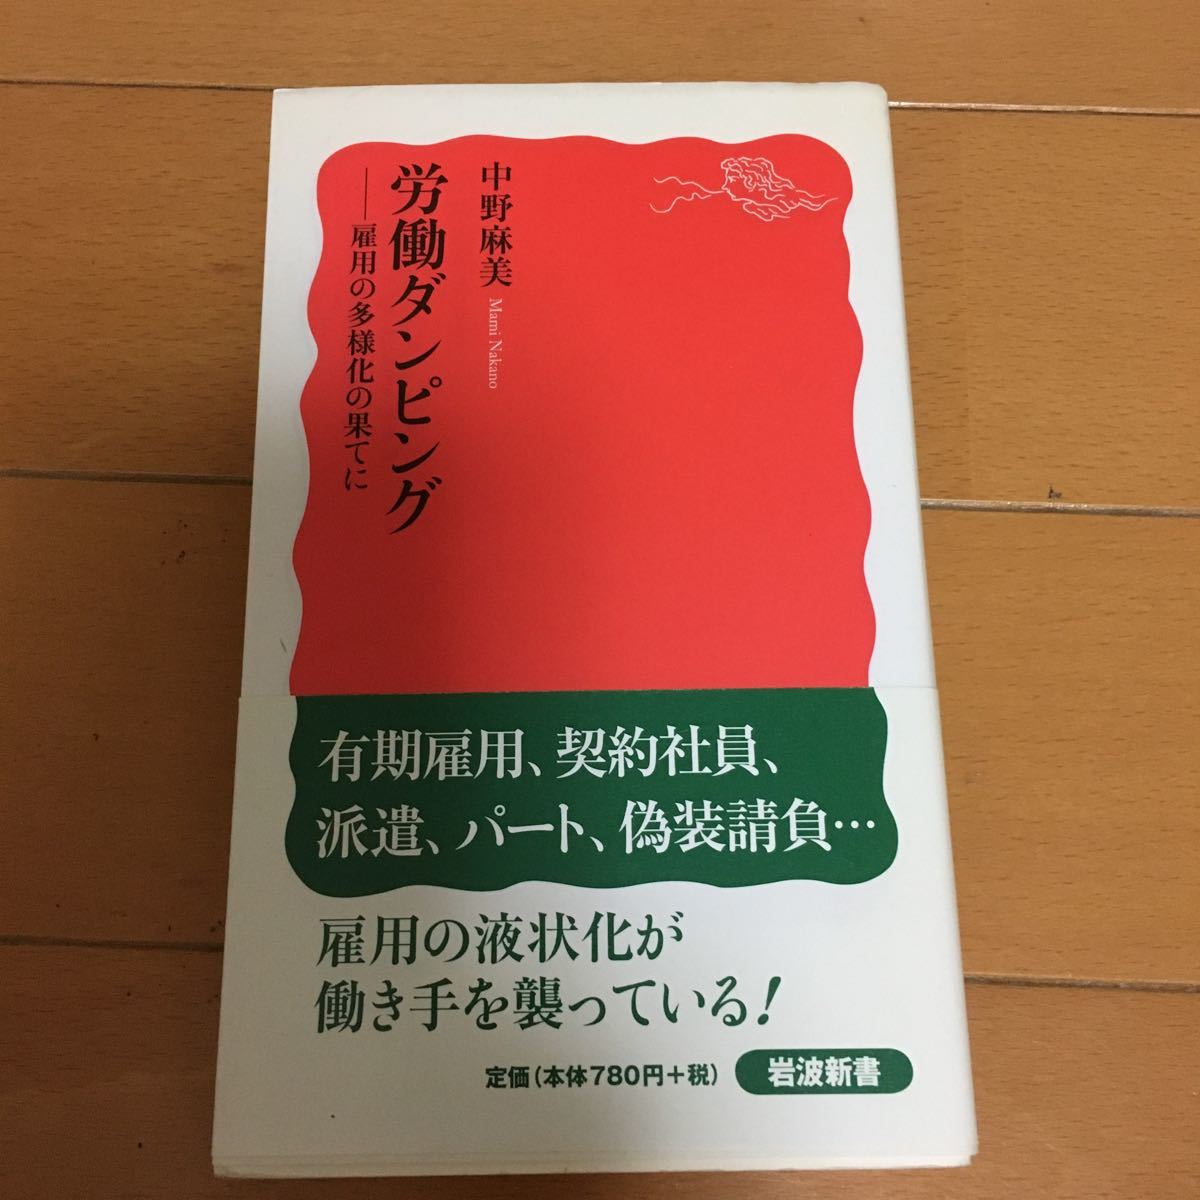 中野麻美
Mami Nakano
労働ダンピング
──雇用の多様化の果てに
有期雇用、契約社員、
派遣、パート、偽装請負…
雇用の液状化が
働き手を襲っている!
定価(本体780円+税)
岩波新書